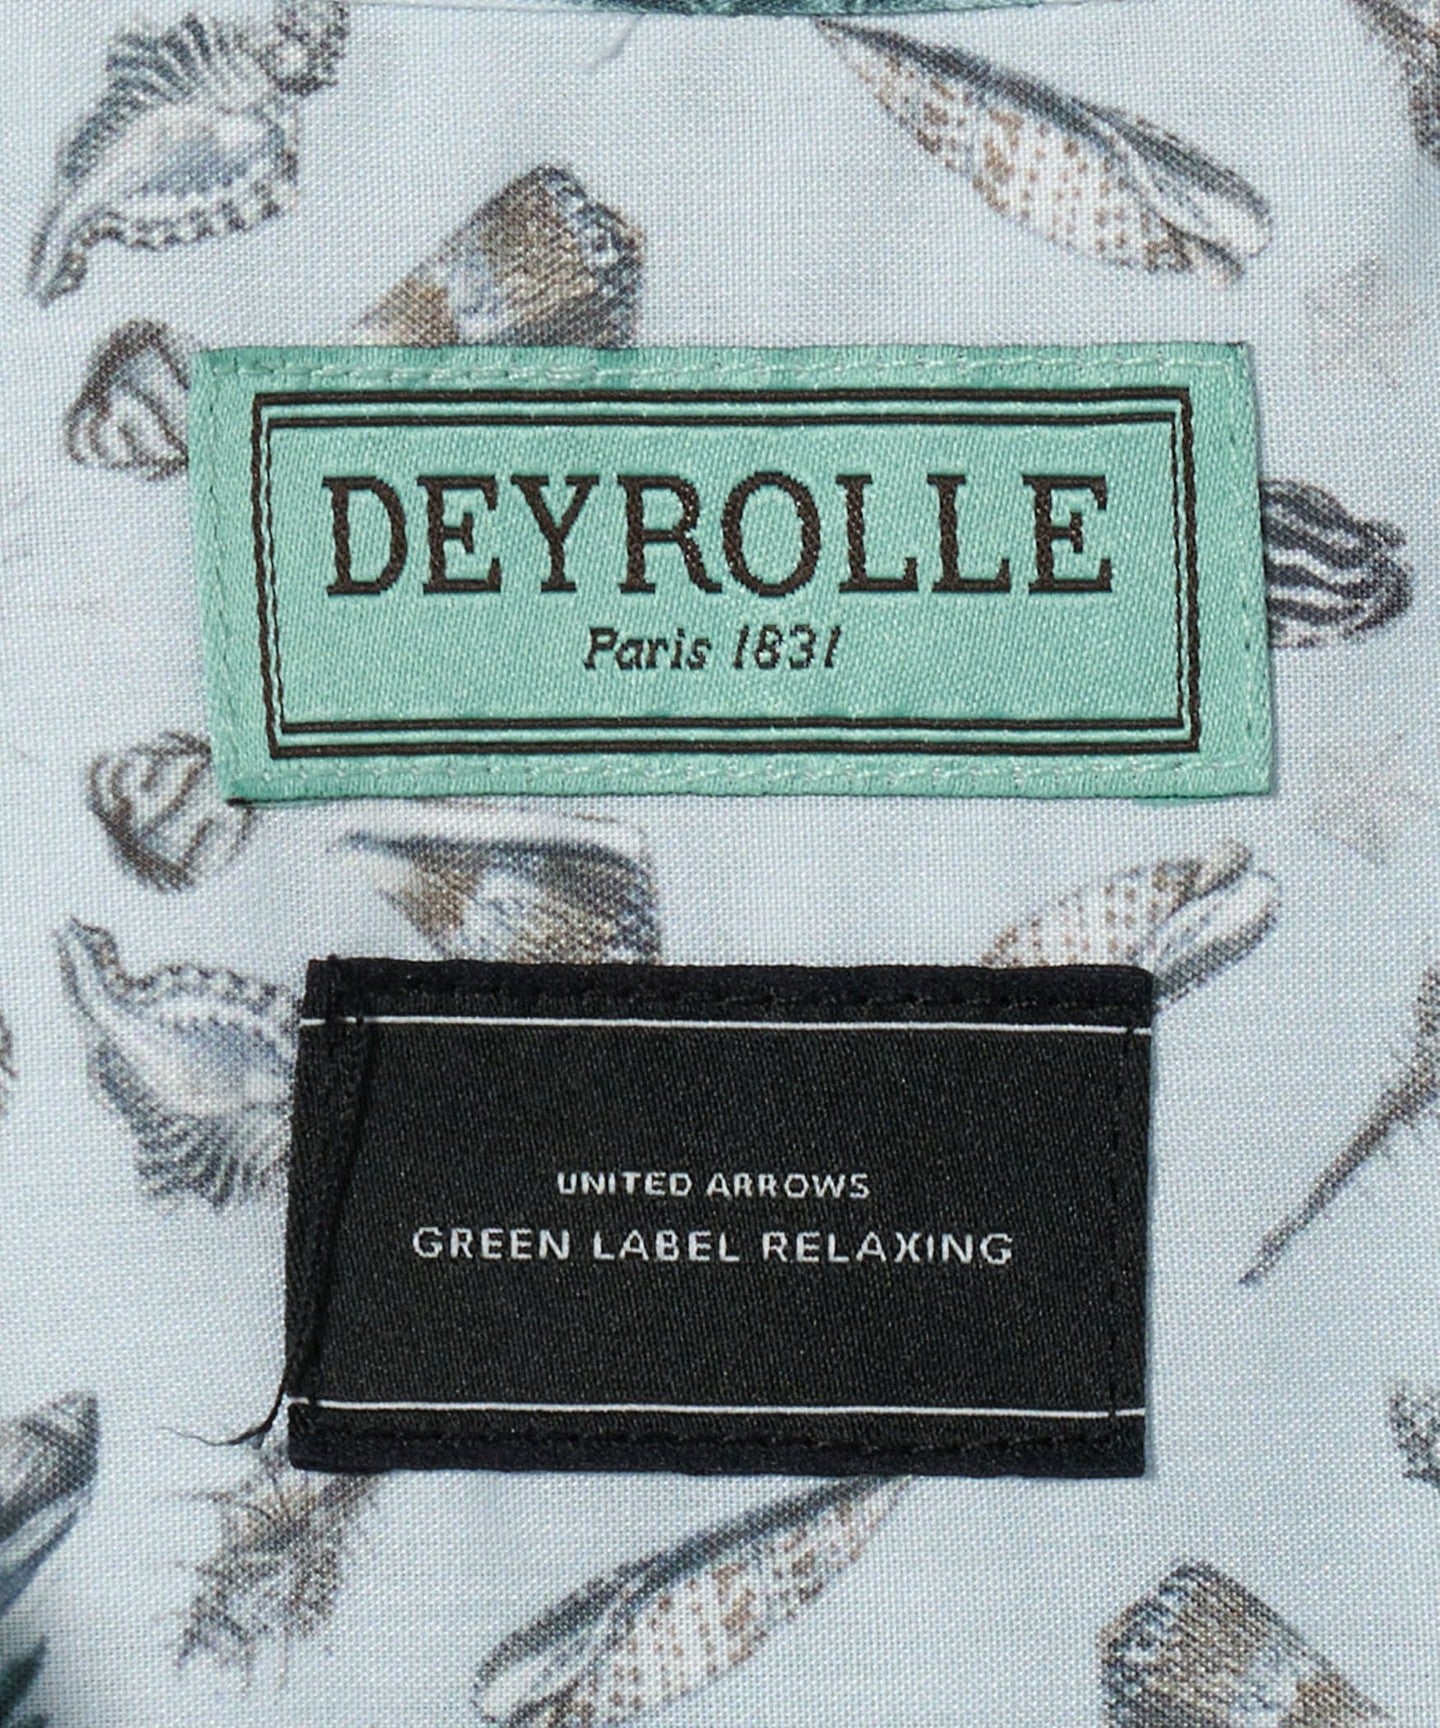 DEYROLLE
Paris 1831
UNITED ARROWS
GREEN LABEL RELAXING